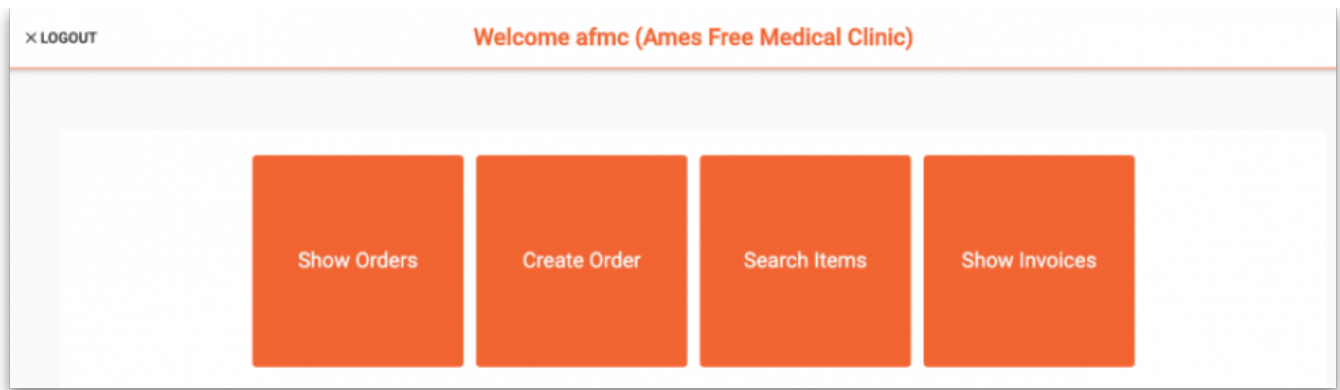 × LOGOUT
Welcome afmc (Ames Free Medical Clinic)
Show Orders
Create Order
Search Items
Show Invoices